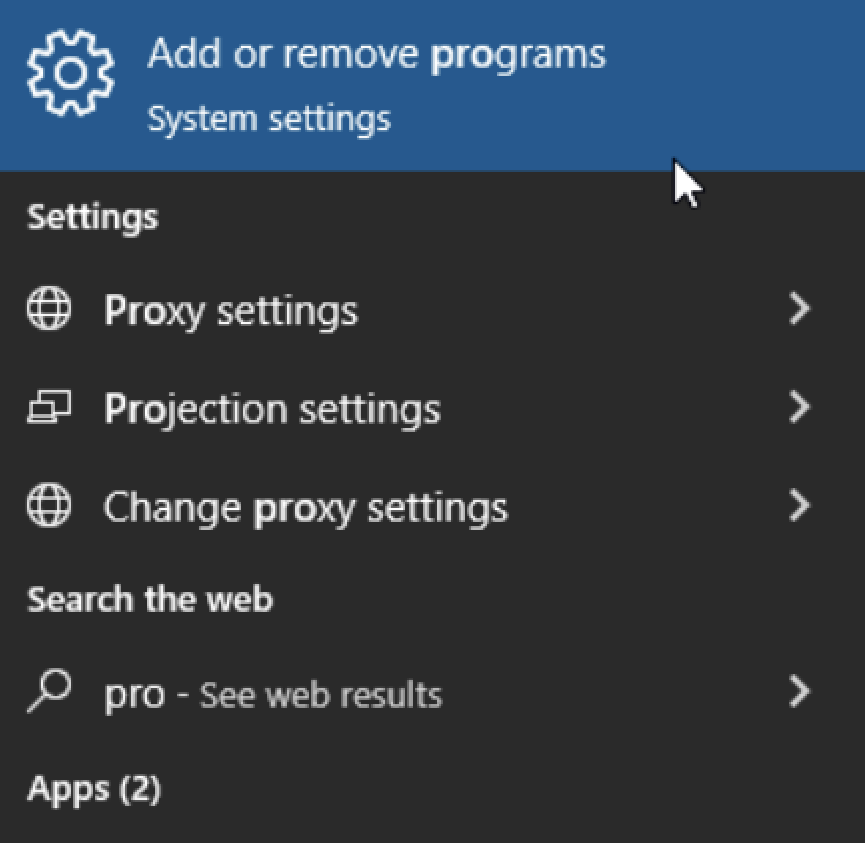 Add or remove programs
System settings
Settings
Proxy settings
Projection settings
Change proxy settings
Search the web
pro - See web results
Apps (2)